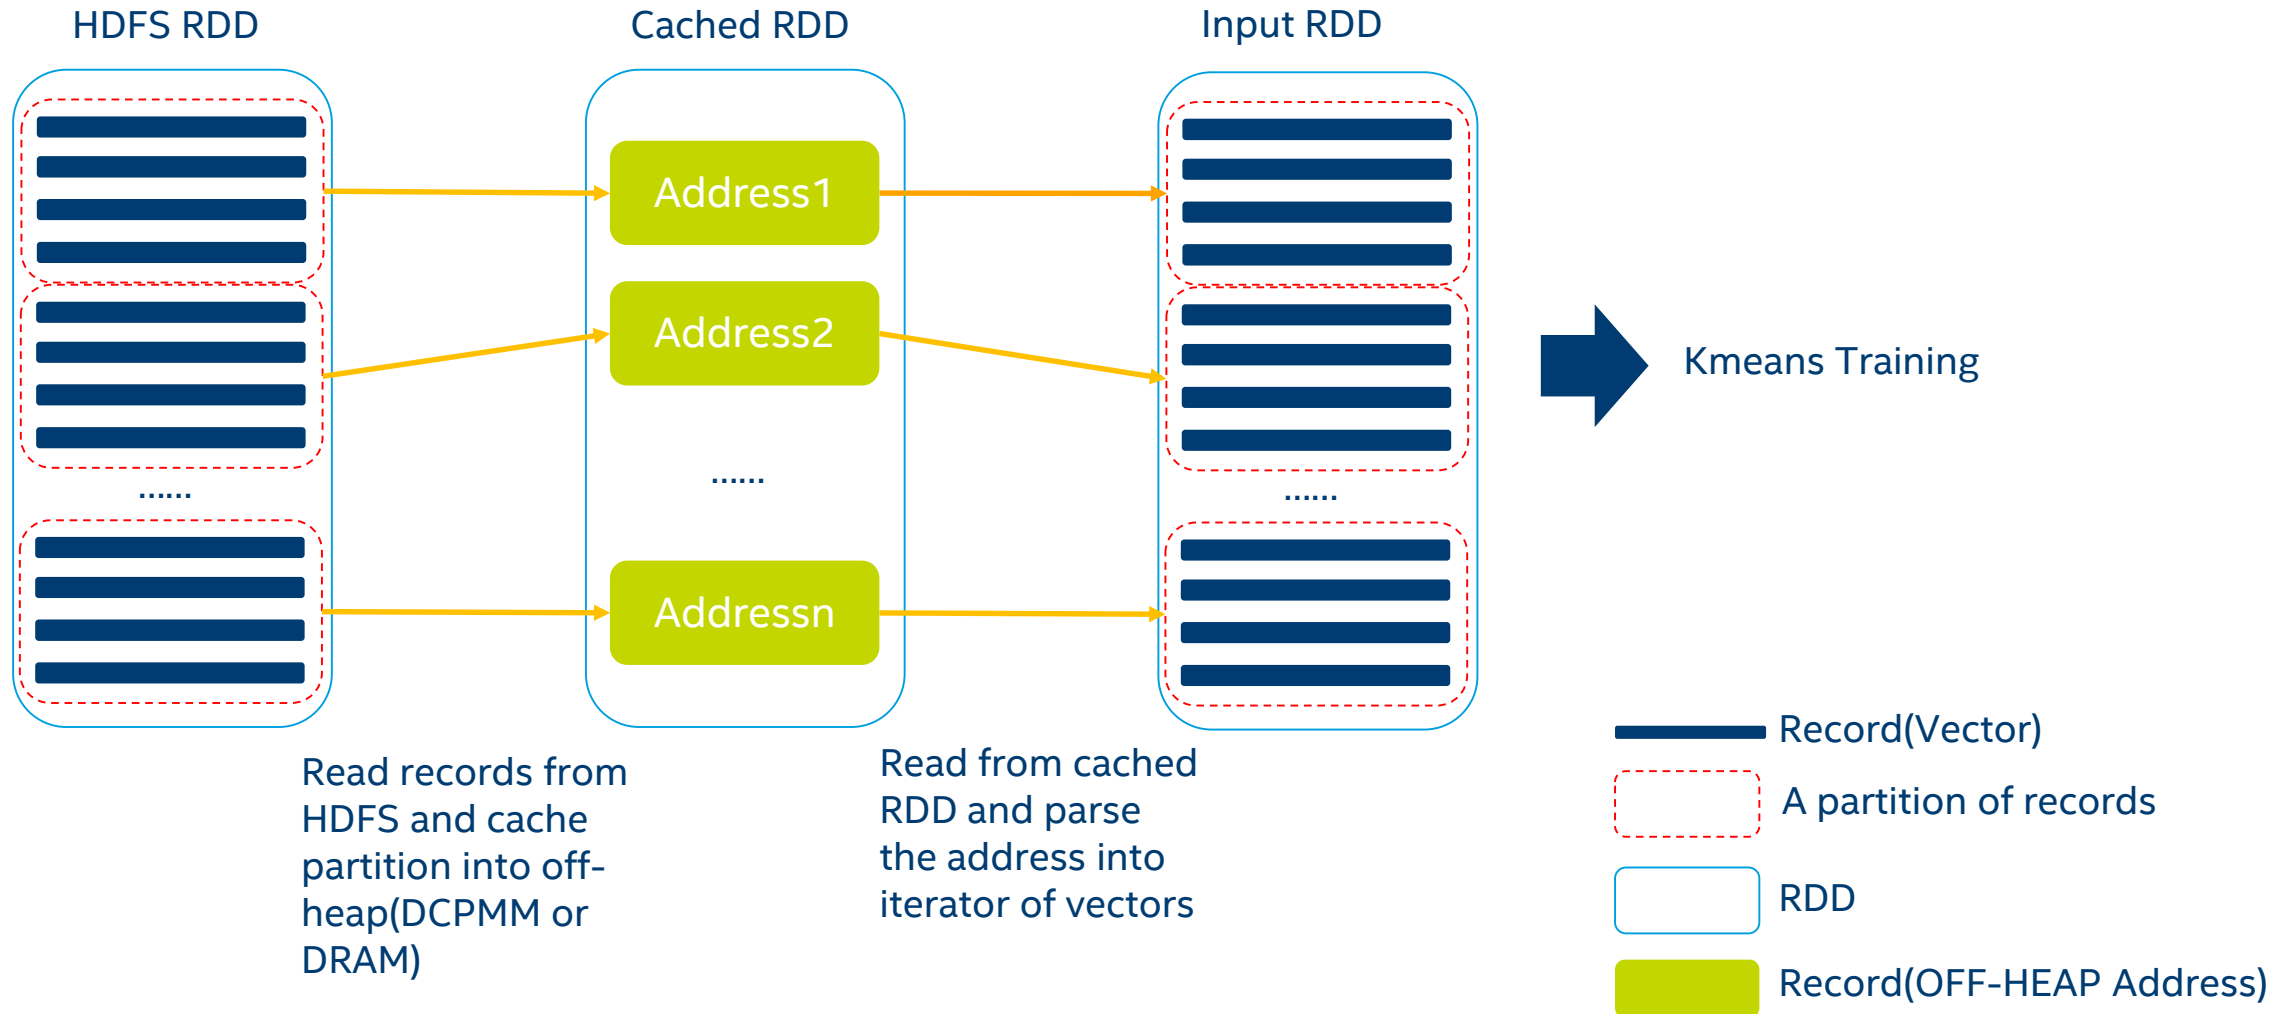 HDFS RDD
Cached RDD
Input RDD
Address1
Address2
......
Addressn
......
......
Kmeans Training
Read records from
HDFS and cache
partition into off-
heap(DCPMM or
DRAM)
Read from cached
RDD and parse
the address into
iterator of vectors
Record(Vector)
A partition of records
RDD
Record(OFF-HEAP Address)